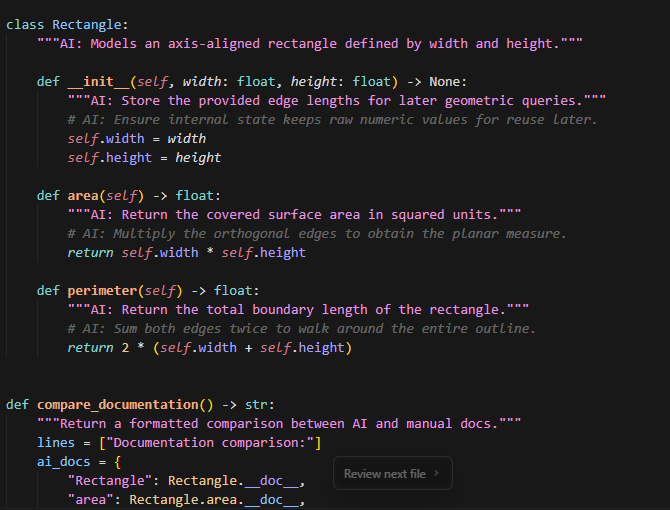 class Rectangle:
    """AI: Models an axis-aligned rectangle defined by width and height."""

    def __init__(self, width: float, height: float) -> None:
        """AI: Store the provided edge lengths for later geometric queries."""
        # AI: Ensure internal state keeps raw numeric values for reuse later.
        self.width = width
        self.height = height

    def area(self) -> float:
        """AI: Return the covered surface area in squared units."""
        # AI: Multiply the orthogonal edges to obtain the planar measure.
        return self.width * self.height

    def perimeter(self) -> float:
        """AI: Return the total boundary length of the rectangle."""
        # AI: Sum both edges twice to walk around the entire outline.
        return 2 * (self.width + self.height)


def compare_documentation() -> str:
    """Return a formatted comparison between AI and manual docs."""
    lines = ["Documentation comparison:"]
    ai_docs = {
        "Rectangle": Rectangle.__doc__,
        "area": Rectangle.area.__doc__,
Review next file >